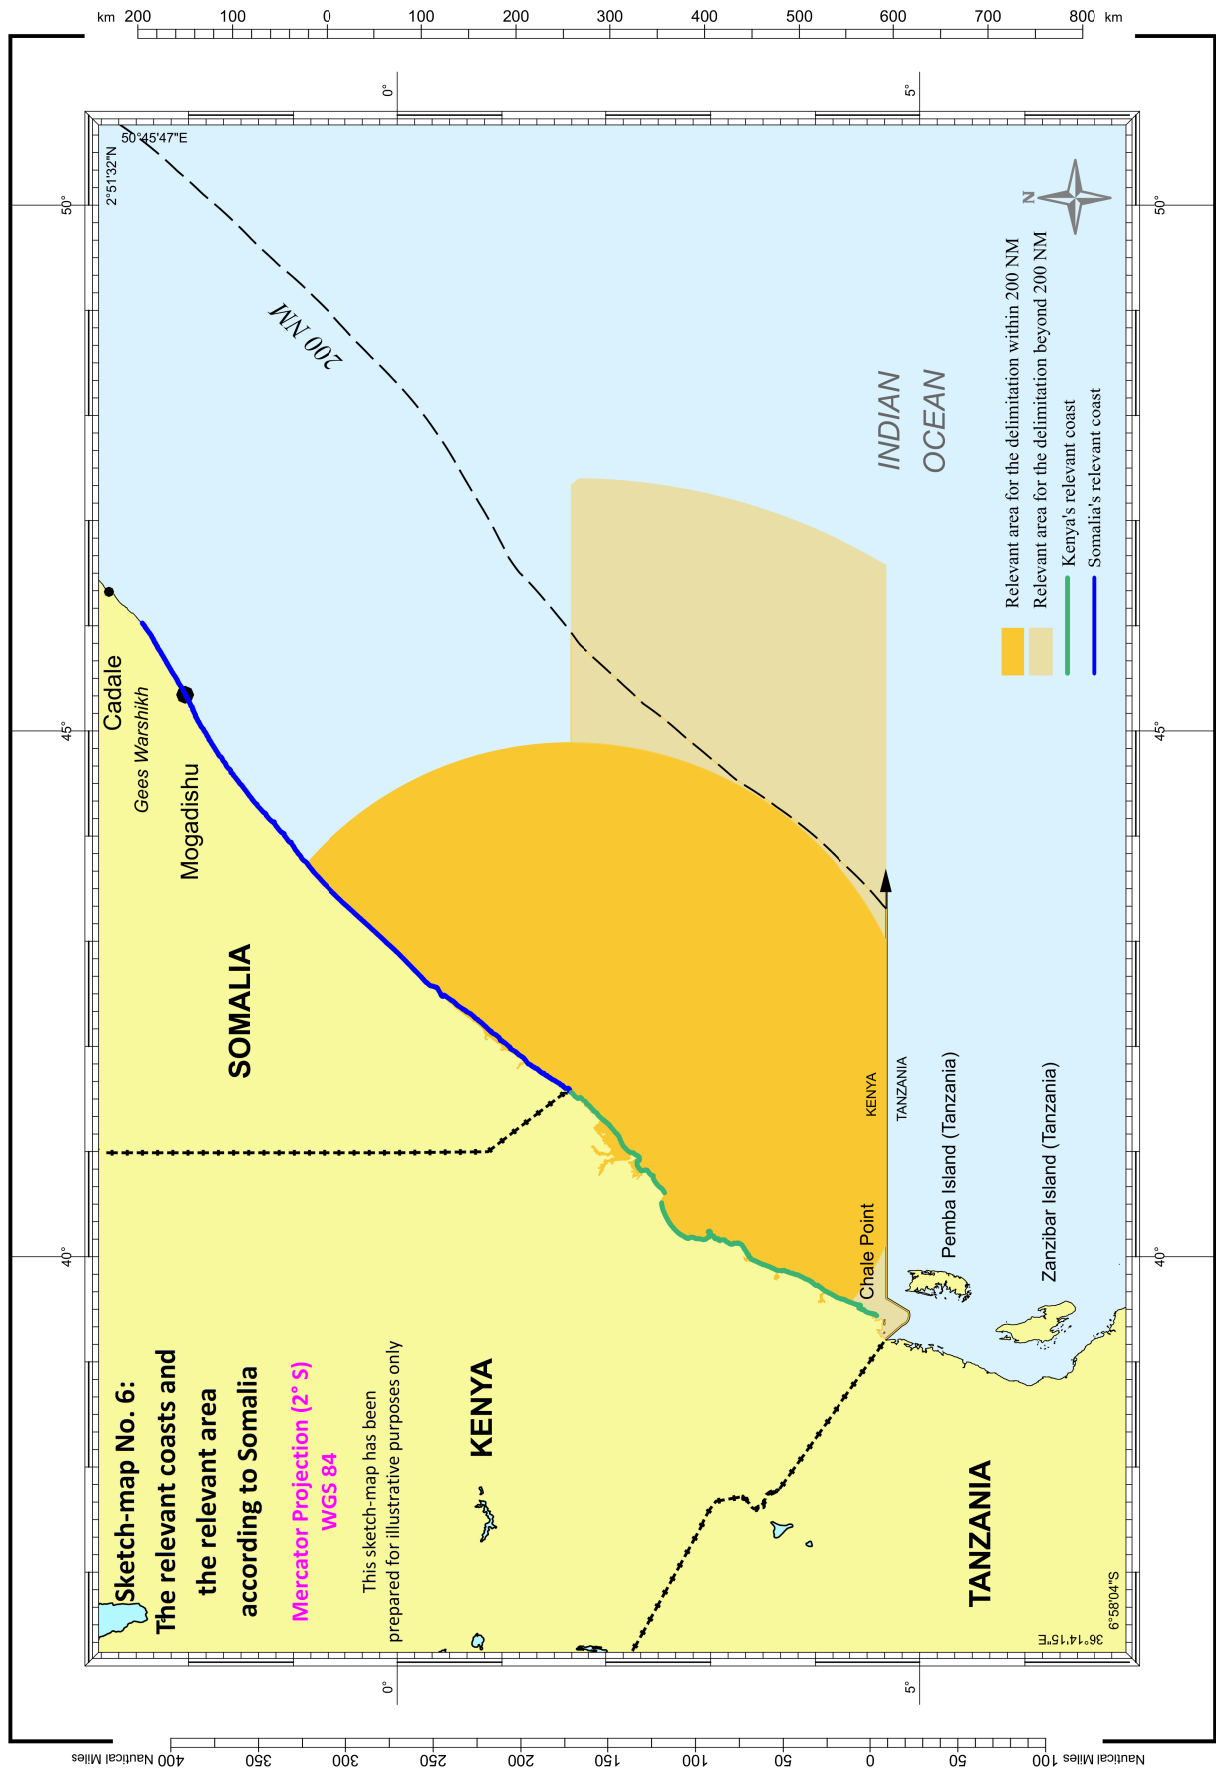 Sketch-map No. 6:
The relevant coasts and
the relevant area
according to Somalia
Mercator Projection (2° S)
WGS 84
This sketch-map has been
prepared for illustrative purposes only
km 200 100 0 100 200 300 400 500 600 700 800 km
Nautical Miles 400 350 300 250 200 150 100 50 0 50 100 Nautical Miles
40° 45° 50°
40° 45° 50°
0° 5°
0° 5°
2°51'32"N
50°45'47"E
36°14'15"E
6°58'04"S
SOMALIA
Cadale
Gees Warshikh
Mogadishu
200 NM
KENYA
Chale Point
KENYA
TANZANIA
Pemba Island (Tanzania)
Zanzibar Island (Tanzania)
TANZANIA
INDIAN
OCEAN
N
Relevant area for the delimitation within 200 NM
Relevant area for the delimitation beyond 200 NM
Kenya's relevant coast
Somalia's relevant coast